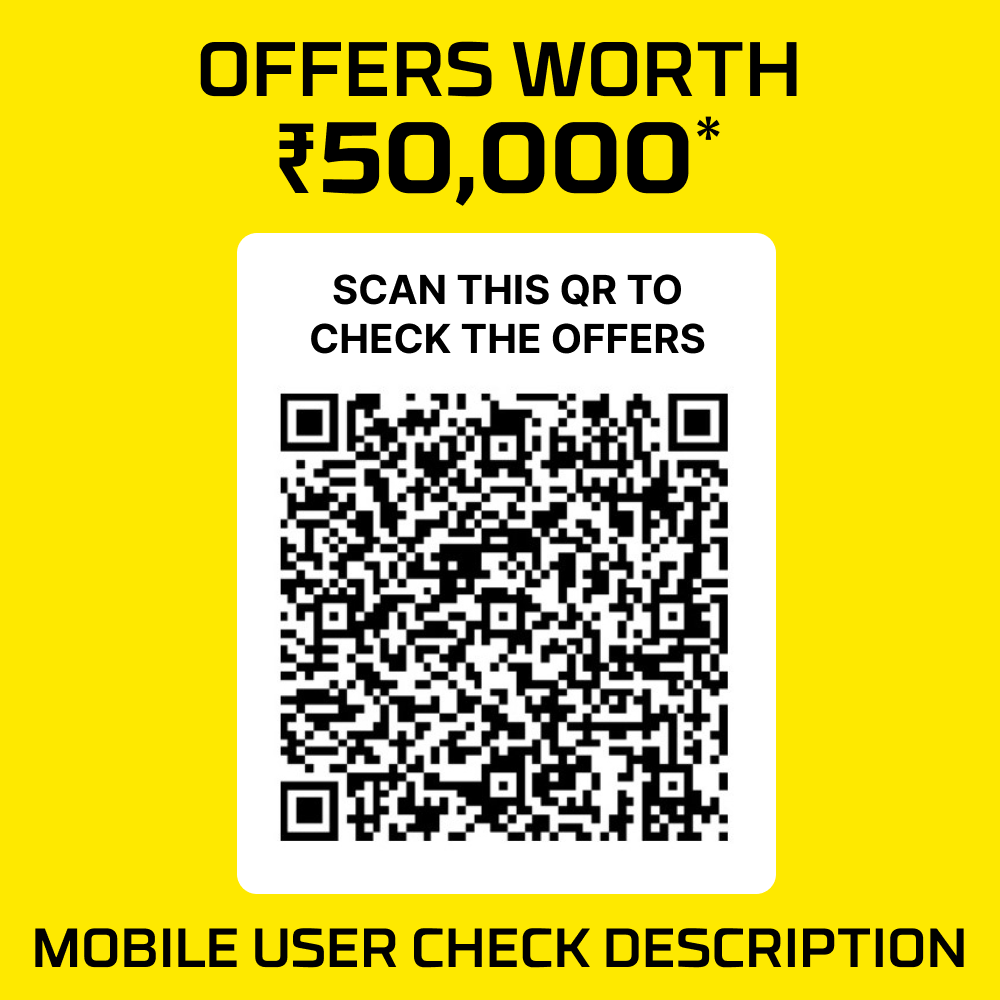 OFFERS WORTH
₹50,000*
SCAN THIS QR TO
CHECK THE OFFERS
MOBILE USER CHECK DESCRIPTION